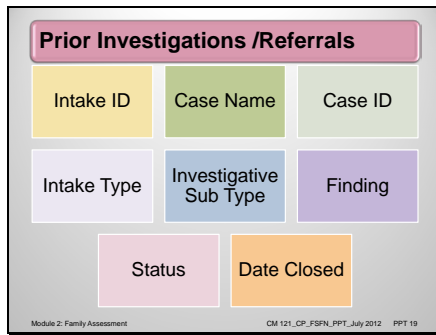 Prior Investigations /Referrals
Intake ID
Case Name
Case ID
Intake Type
Investigative
Sub Type
Finding
Status
Date Closed
Module 2: Family Assessment
CM 121_CP_FSFN_PPT_July 2012 PPT 19